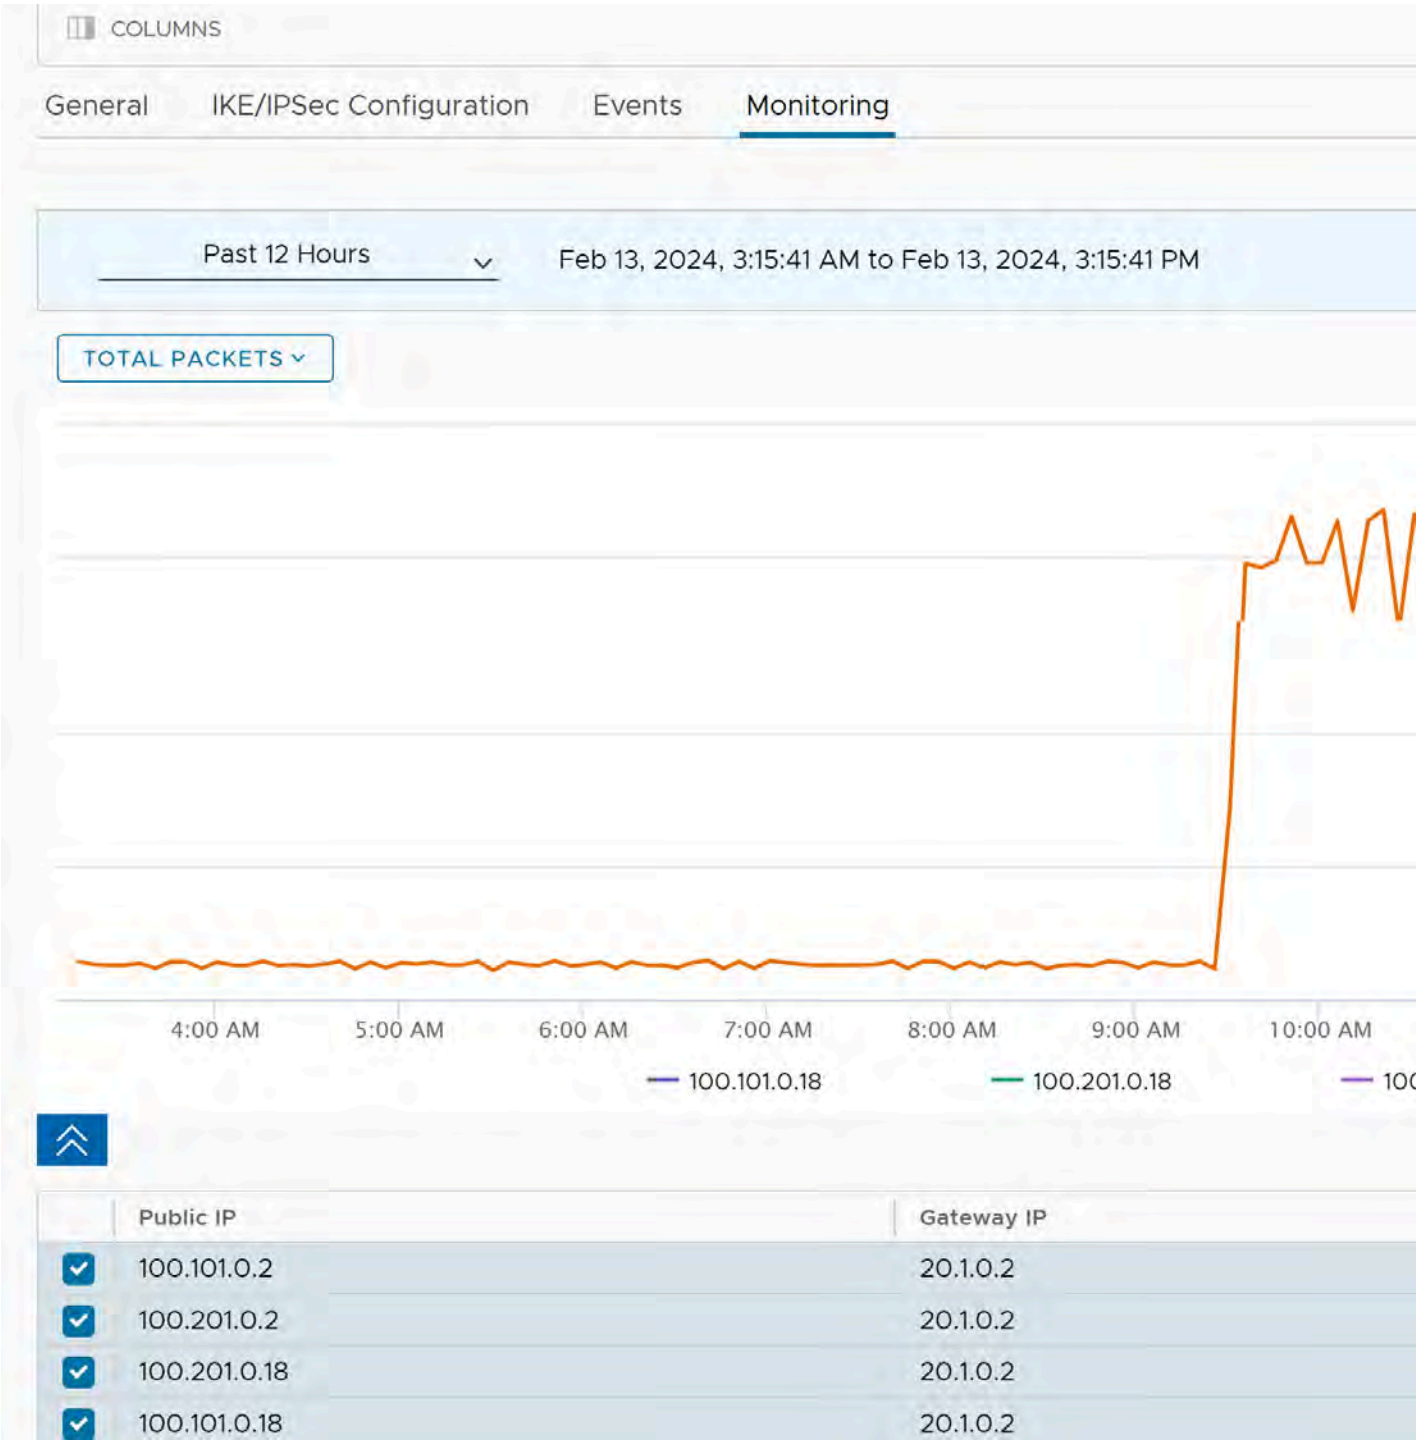 COLUMNS
General IKE/IPSec Configuration Events Monitoring
Past 12 Hours Feb 13, 2024, 3:15:41 AM to Feb 13, 2024, 3:15:41 PM
TOTAL PACKETS
4:00 AM 5:00 AM 6:00 AM 7:00 AM 8:00 AM 9:00 AM 10:00 AM
100.101.0.18 100.201.0.18
Public IP Gateway IP
100.101.0.2 20.1.0.2
100.201.0.2 20.1.0.2
100.201.0.18 20.1.0.2
100.101.0.18 20.1.0.2